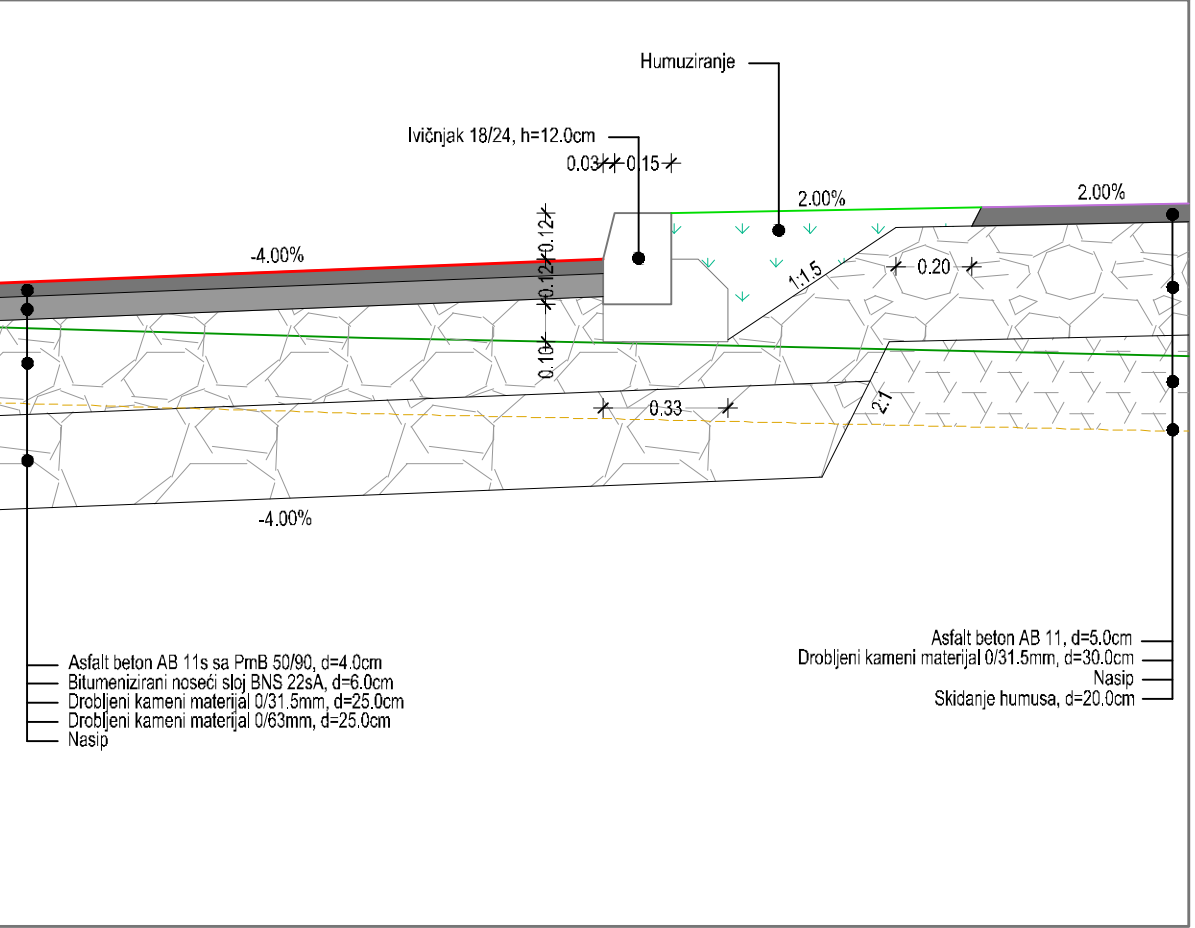 Humuziranje
Ivičnjak 18/24, h=12.0cm
0.03 0.15
2.00%
2.00%
-4.00%
0.12
0.12
0.10
1:1.5
0.20
0.33
2:1
-4.00%
Asfalt beton AB 11s sa PmB 50/90, d=4.0cm
Bitumenizirani noseći sloj BNS 22sA, d=6.0cm
Drobljeni kameni materijal 0/31.5mm, d=25.0cm
Drobljeni kameni materijal 0/63mm, d=25.0cm
Nasip
Asfalt beton AB 11, d=5.0cm
Drobljeni kameni materijal 0/31.5mm, d=30.0cm
Nasip
Skidanje humusa, d=20.0cm